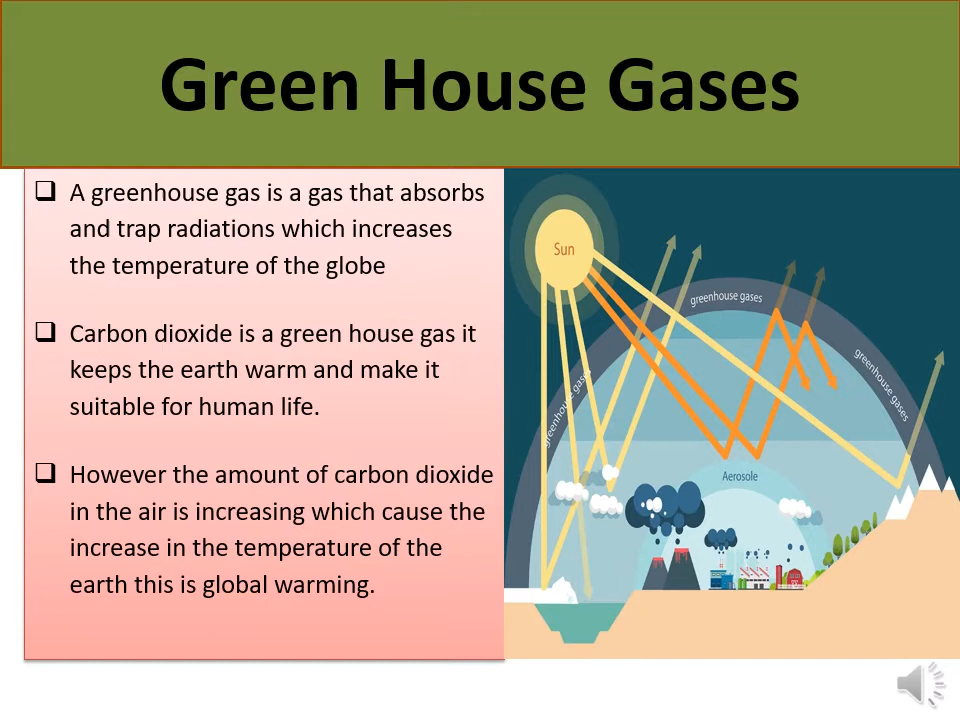 Green House Gases
❑ A greenhouse gas is a gas that absorbs
and trap radiations which increases
the temperature of the globe
❑ Carbon dioxide is a green house gas it
keeps the earth warm and make it
suitable for human life.
❑ However the amount of carbon dioxide
in the air is increasing which cause the
increase in the temperature of the
earth this is global warming.
Sun
greenhouse gases
greenhouse gases
greenhouse gases
Aerosole